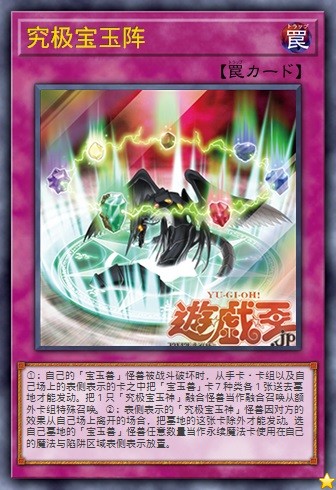 究极宝玉阵
トラップ
罠
【罠カード】
YU-GI-OH!
遊戯王
.JP
①：自己的「宝玉兽」怪兽被战斗破坏时，从手卡・卡组以及自
己场上的表侧表示的卡之中把「宝玉兽」卡7种类各1张送去墓
地才能发动。把1只「究极宝玉神」融合怪兽当作融合召唤从额
外卡组特殊召唤。②：表侧表示的「究极宝玉神」怪兽因对方的
效果从自己场上离开的场合，把墓地的这张卡除外才能发动。选
自己墓地的「宝玉兽」怪兽任意数量当作永续魔法卡使用在自己
的魔法与陷阱区域表侧表示放置。